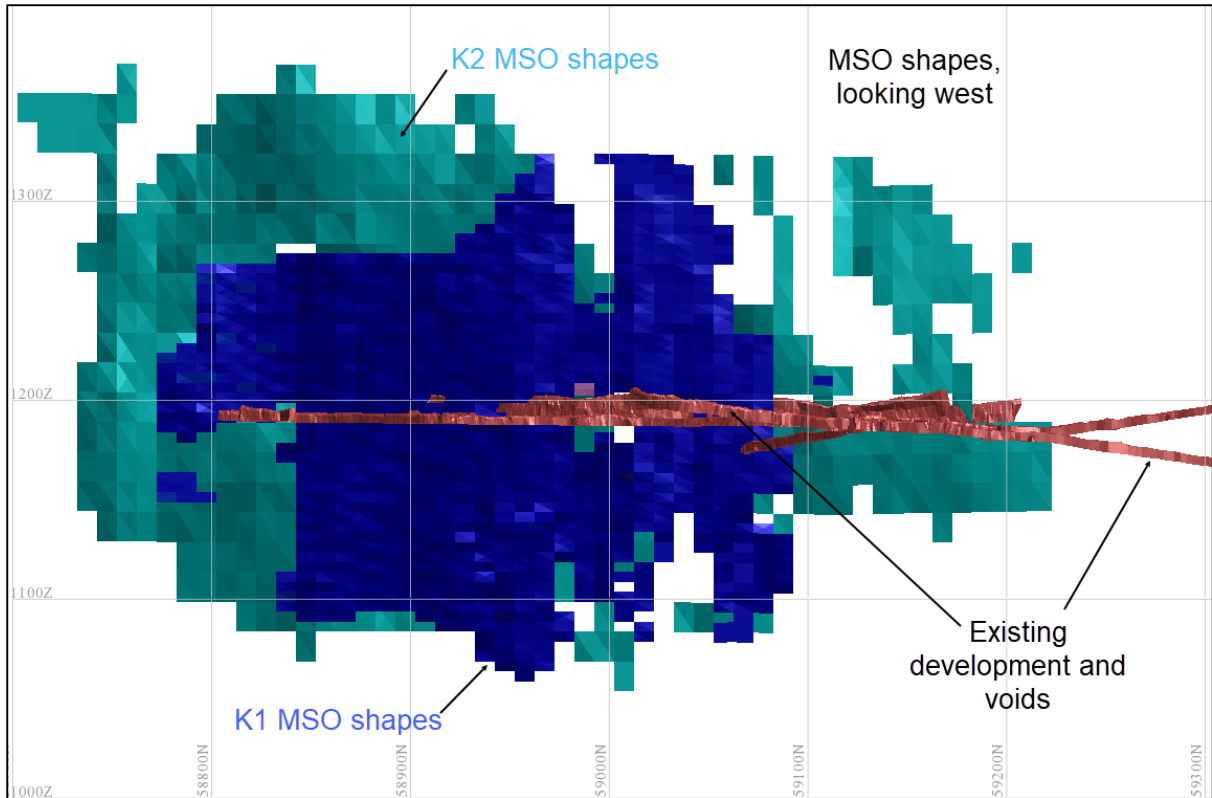 K2 MSO shapes
MSO shapes,
looking west
1300Z
1200Z
1100Z
Existing
development and
voids
K1 MSO shapes
58800N
58900N
59000N
59100N
59200N
59300N
1000Z